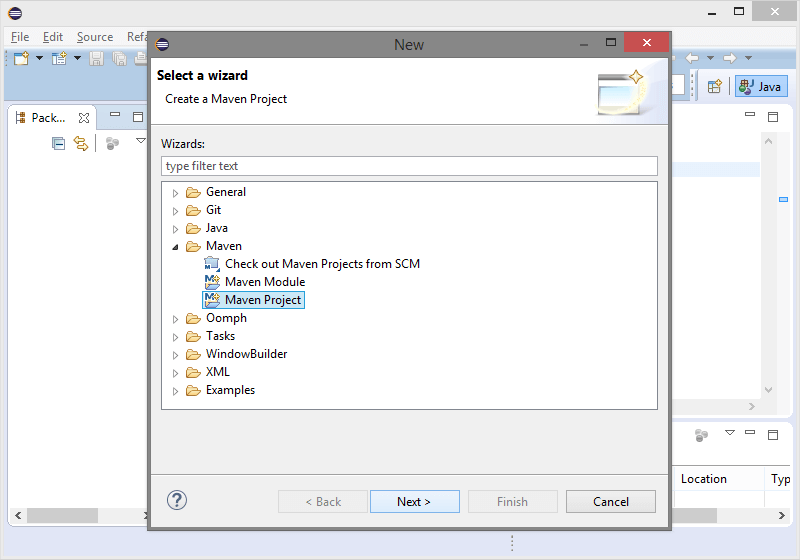 New
File Edit Source Refa
Select a wizard
Create a Maven Project
Java
Pack...
Wizards:
type filter text
General
Git
Java
Maven
Check out Maven Projects from SCM
Maven Module
Maven Project
Oomph
Tasks
WindowBuilder
XML
Examples
Location Typ
? < Back Next > Finish Cancel